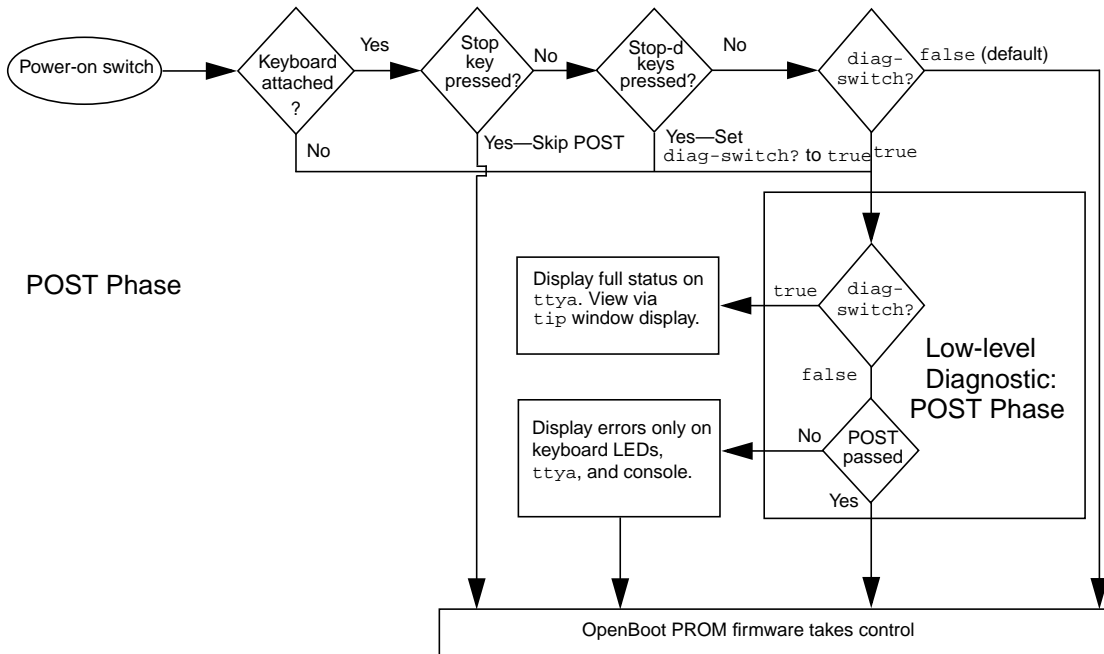 Power-on switch
Keyboard
attached
?
Yes
No
Stop
key
pressed?
No
Yes—Skip POST
Stop-d
keys
pressed?
No
Yes—Set
diag-switch? to true
diag-
switch?
false (default)
true
POST Phase
Display full status on
ttya. View via
tip window display.
true
diag-
switch?
false
Low-level
Diagnostic:
POST Phase
Display errors only on
keyboard LEDs,
ttya, and console.
No
POST
passed
Yes
OpenBoot PROM firmware takes control